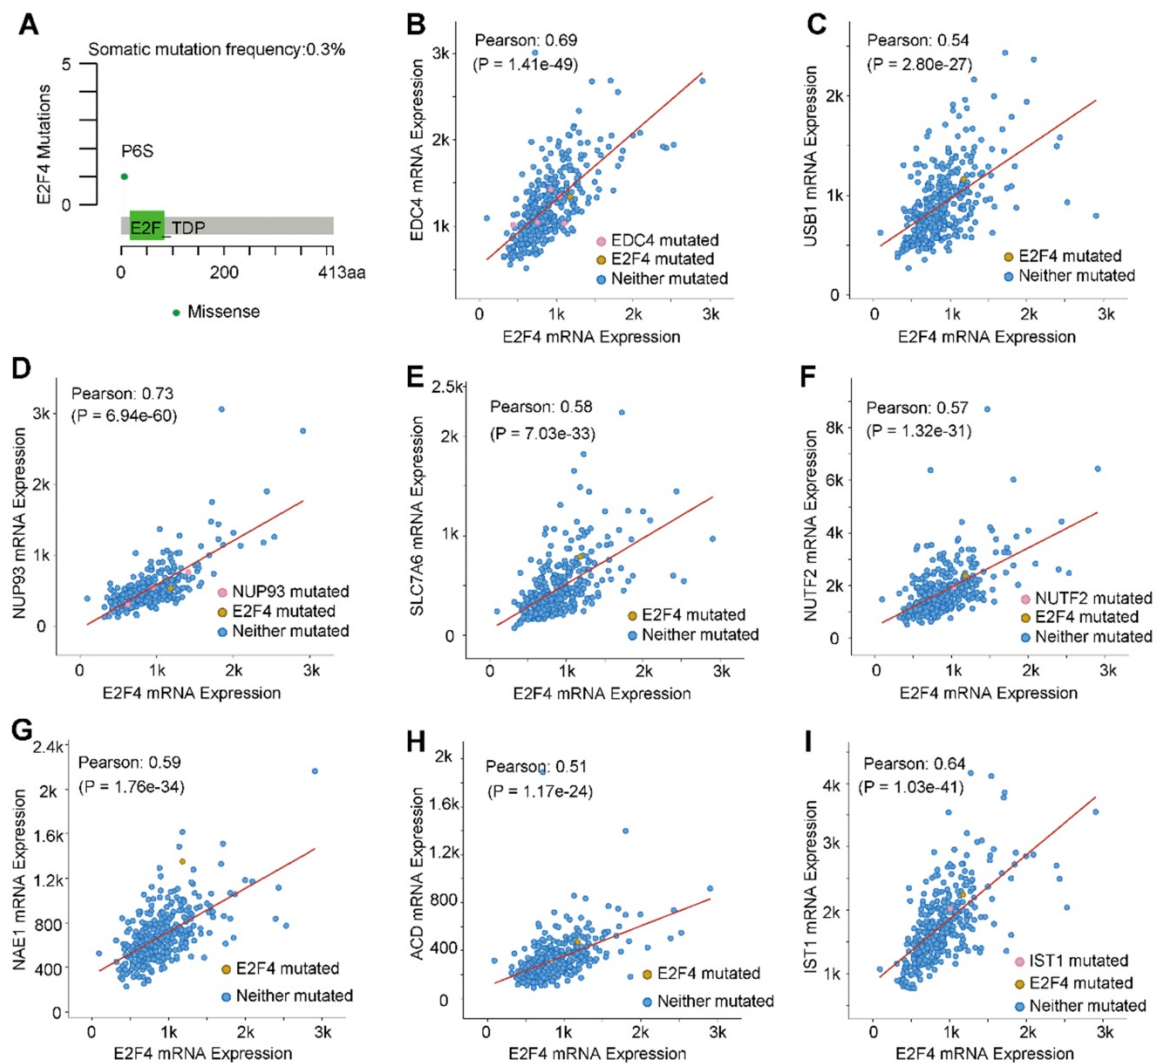 A
Somatic mutation frequency:0.3%
5
0
E2F4 Mutations
P6S
E2F
TDP
0 200 413aa
Missense
B
Pearson: 0.69
(P = 1.41e-49)
3k
2k
1k
EDC4 mRNA Expression
EDC4 mutated
E2F4 mutated
Neither mutated
0 1k 2k 3k
E2F4 mRNA Expression
C
Pearson: 0.54
(P = 2.80e-27)
2k
1k
0
USB1 mRNA Expression
E2F4 mutated
Neither mutated
0 1k 2k 3k
E2F4 mRNA Expression
D
Pearson: 0.73
(P = 6.94e-60)
3k
2k
1k
0
NUP93 mRNA Expression
NUP93 mutated
E2F4 mutated
Neither mutated
0 1k 2k 3k
E2F4 mRNA Expression
E
Pearson: 0.58
(P = 7.03e-33)
2.5k
2k
1k
0
SLC7A6 mRNA Expression
E2F4 mutated
Neither mutated
0 1k 2k 3k
E2F4 mRNA Expression
F
Pearson: 0.57
(P = 1.32e-31)
8k
6k
4k
2k
0
NUTF2 mRNA Expression
NUTF2 mutated
E2F4 mutated
Neither mutated
0 1k 2k 3k
E2F4 mRNA Expression
G
Pearson: 0.59
(P = 1.76e-34)
2.4k
2k
1.6k
1.2k
800
400
0
NAE1 mRNA Expression
E2F4 mutated
Neither mutated
0 1k 2k 3k
E2F4 mRNA Expression
H
Pearson: 0.51
(P = 1.17e-24)
2k
1.6k
1.2k
800
400
0
ACD mRNA Expression
E2F4 mutated
Neither mutated
0 1k 2k 3k
E2F4 mRNA Expression
I
Pearson: 0.64
(P = 1.03e-41)
4k
3k
2k
1k
IST1 mRNA Expression
IST1 mutated
E2F4 mutated
Neither mutated
0 1k 2k 3k
E2F4 mRNA Expression